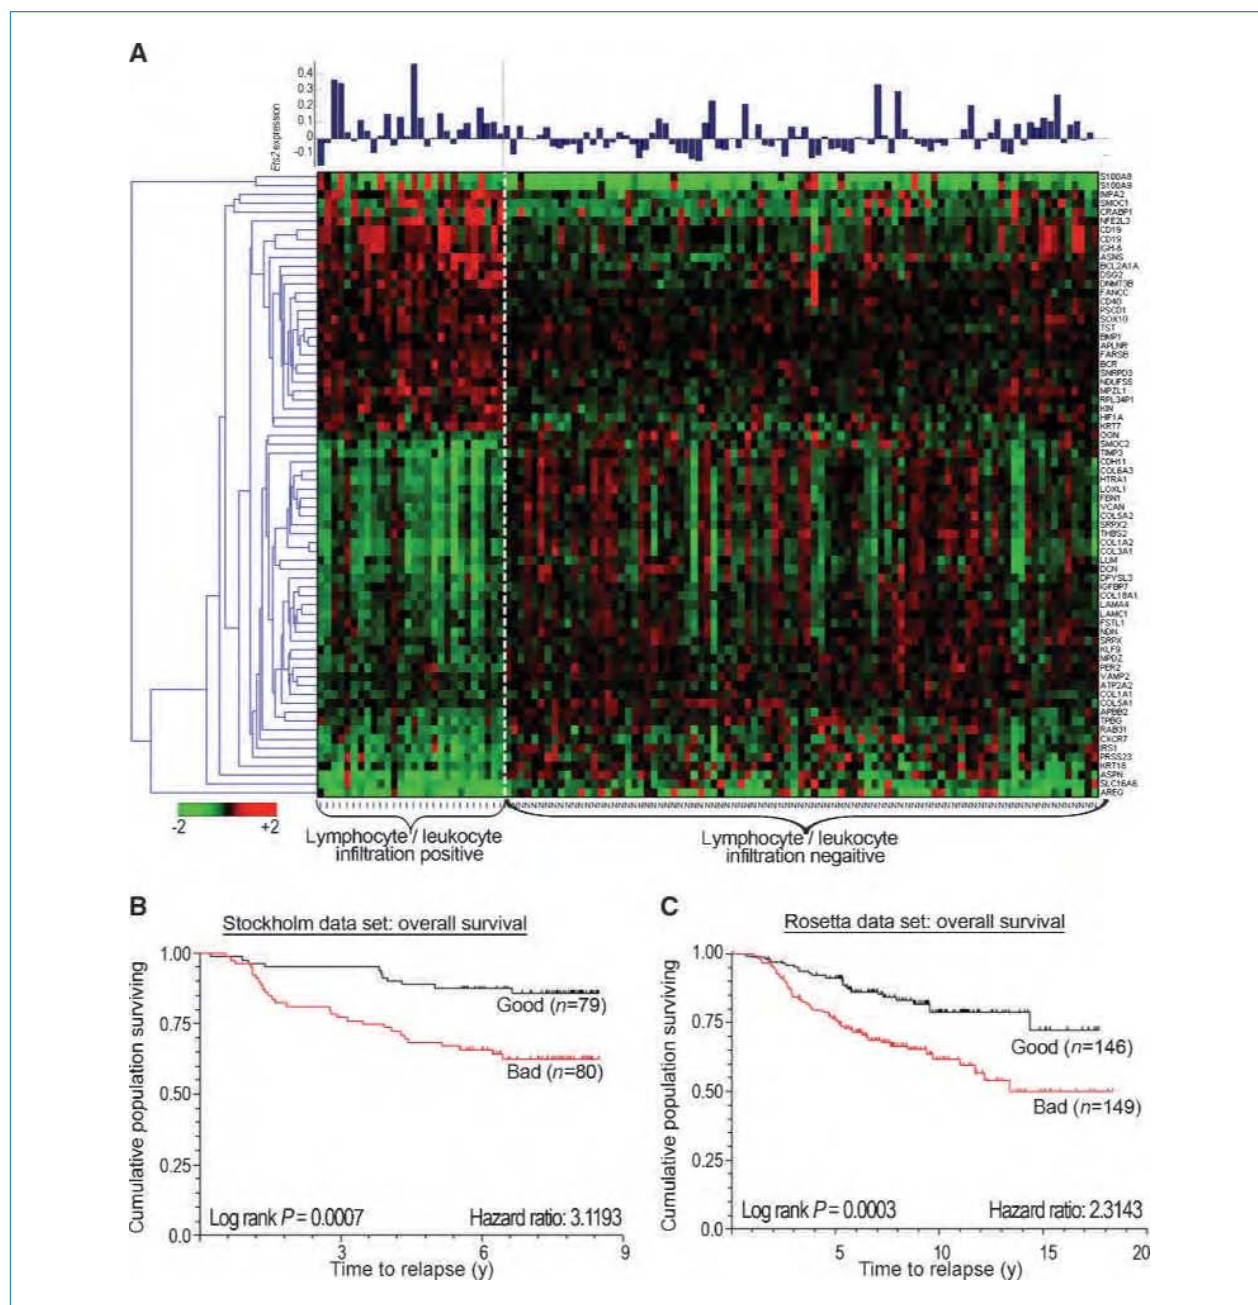 A
0.4
0.3
0.2
0.1
0
-0.1
Ets2 expression
S100A8
S100A9
IMPA2
SMOC1
CRABP1
NFE2L3
CD19
CD19
IGH-6
ASNS
BCL2A1A
DSG2
DNMT3B
FANCC
CD40
PSCD1
SOX10
TST
BMP1
APLNR
FARSB
BCR
SNRPD3
NDUFS5
MPZL1
RPL34P1
KIN
HIF1A
KRT7
OGN
SMOC2
TIMP3
CDH11
COL6A3
HTRA1
LOXL1
FBN1
VCAN
COL5A2
SRPX2
THBS2
COL1A2
COL3A1
LUM
DCN
DPYSL3
IGFBP7
COL18A1
LAMA4
LAMC1
FSTL1
NDN
SRPX
KLF9
MPDZ
PER2
VAMP2
ATP2A2
COL1A1
COL5A1
APBB2
TPBG
RAB31
CXCR7
IRS1
PRSS23
KRT18
ASPN
SLC16A6
AREG
-2 +2
Lymphocyte / leukocyte
infiltration positive
Lymphocyte / leukocyte
infiltration negaitive
B
Stockholm data set: overall survival
Cumulative population surviving
1.00
0.75
0.50
0.25
0.0
Good (n=79)
Bad (n=80)
Log rank P = 0.0007 Hazard ratio: 3.1193
3 6 9
Time to relapse (y)
C
Rosetta data set: overall survival
Cumulative population surviving
1.00
0.75
0.50
0.25
0.0
Good (n=146)
Bad (n=149)
Log rank P = 0.0003 Hazard ratio: 2.3143
5 10 15 20
Time to relapse (y)